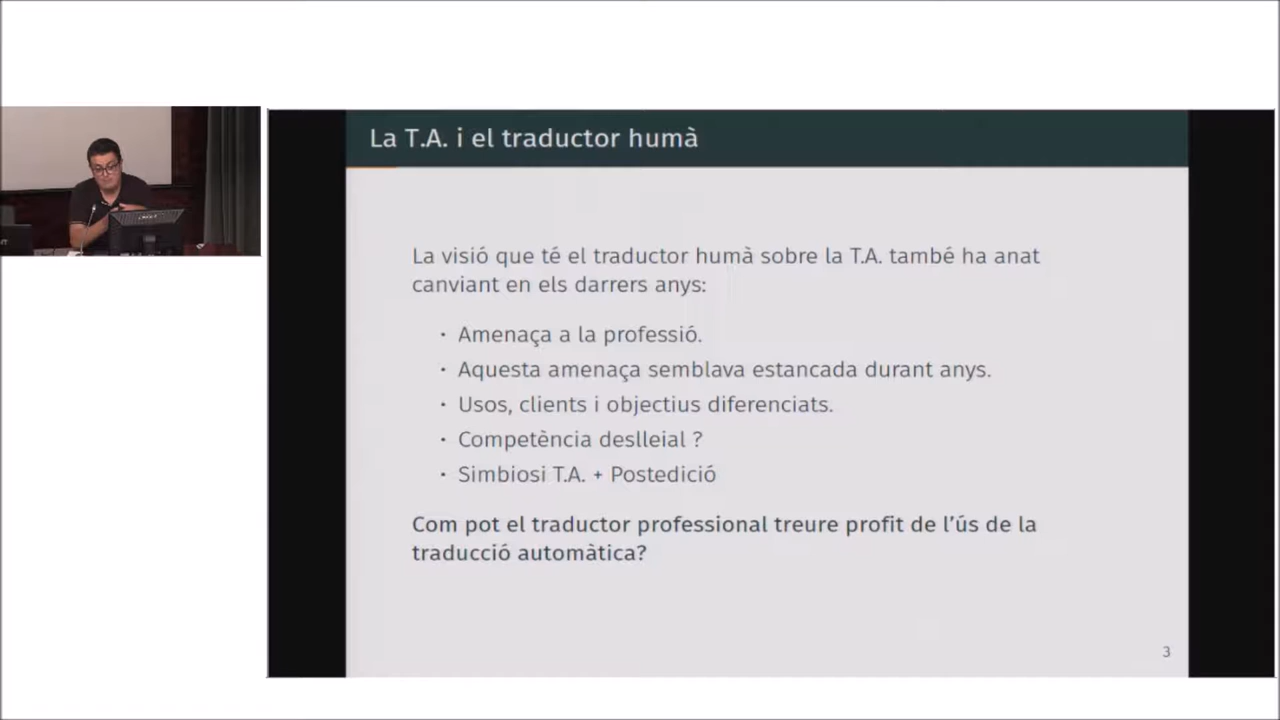 La T.A. i el traductor humà
La visió que té el traductor humà sobre la T.A. també ha anat
canviant en els darrers anys:
· Amenaça a la professió.
· Aquesta amenaça semblava estancada durant anys.
· Usos, clients i objectius diferenciats.
· Competència deslleial ?
· Simbiosi T.A. + Postedició
Com pot el traductor professional treure profit de l'ús de la
traducció automàtica?
3